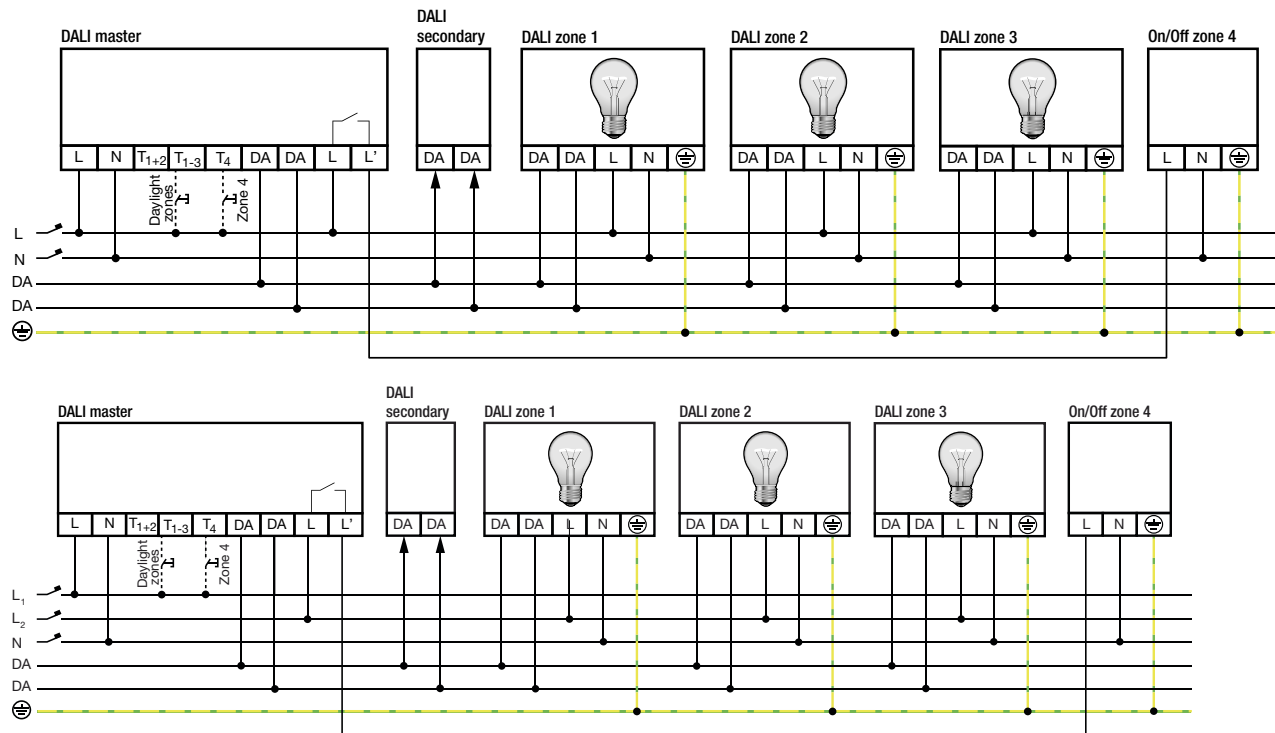 DALI master
DALI
secondary
DALI zone 1
DALI zone 2
DALI zone 3
On/Off zone 4
L N T1+2 T1-3 T4 DA DA L L'
DA DA
DA DA L N
DA DA L N
DA DA L N
L N
Daylight
zones
Zone 4
L
N
DA
DA
DALI master
DALI
secondary
DALI zone 1
DALI zone 2
DALI zone 3
On/Off zone 4
L N T1+2 T1-3 T4 DA DA L L'
DA DA
DA DA L N
DA DA L N
DA DA L N
L N
Daylight
zones
Zone 4
L1
L2
N
DA
DA